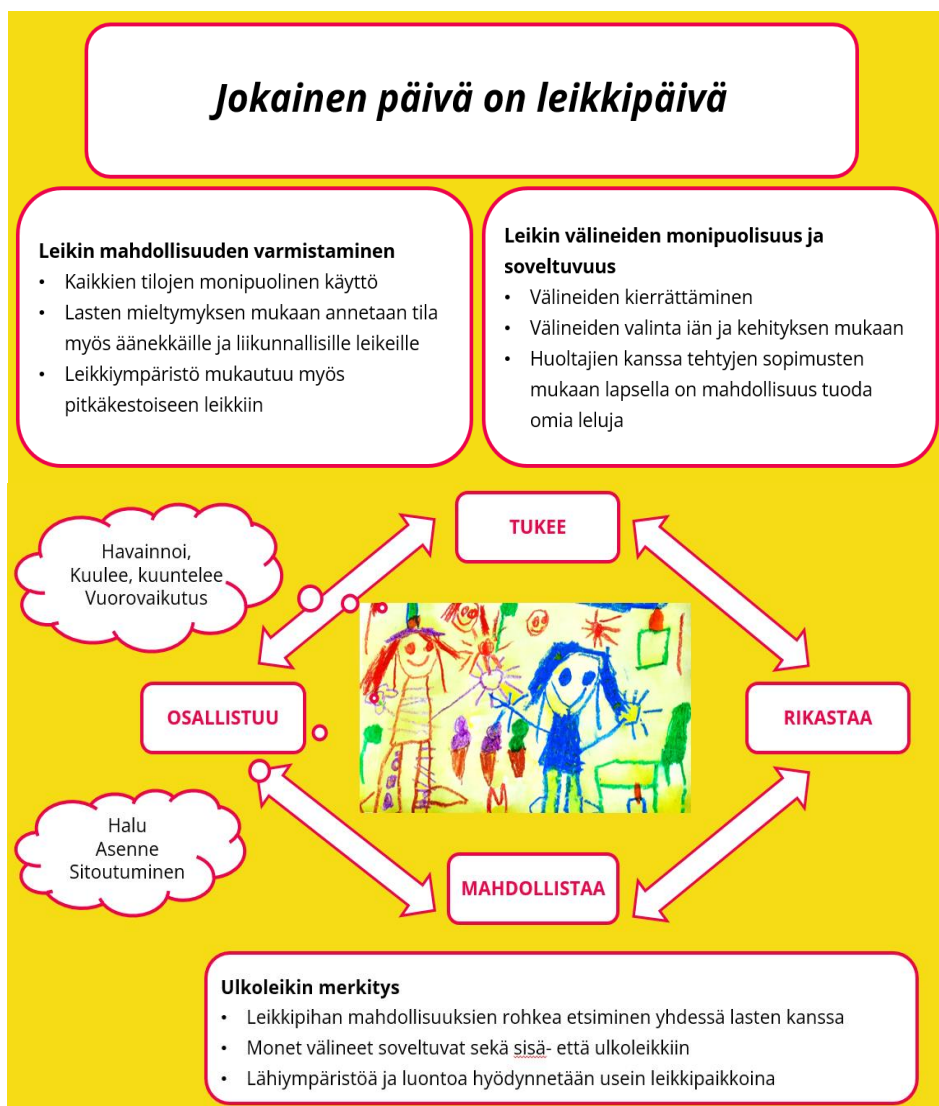 Jokainen päivä on leikkipäivä
Leikin mahdollisuuden varmistaminen
• Kaikkien tilojen monipuolinen käyttö
• Lasten mieltymyksen mukaan annetaan tila
myös äänekkäille ja liikunnallisille leikeille
• Leikkiympäristö mukautuu myös
pitkäkestoiseen leikkiin
Leikin välineiden monipuolisuus ja
soveltuvuus
• Välineiden kierrättäminen
• Välineiden valinta iän ja kehityksen mukaan
• Huoltajien kanssa tehtyjen sopimusten
mukaan lapsella on mahdollisuus tuoda
omia leluja
TUKEE
Havainnoi,
Kuulee, kuuntelee
Vuorovaikutus
OSALLISTUU
RIKASTAA
Halu
Asenne
Sitoutuminen
MAHDOLLISTAA
Ulkoleikin merkitys
• Leikkipihan mahdollisuuksien rohkea etsiminen yhdessä lasten kanssa
• Monet välineet soveltuvat sekä sisä- että ulkoleikkiin
• Lähiympäristöä ja luontoa hyödynnetään usein leikkipaikkoina